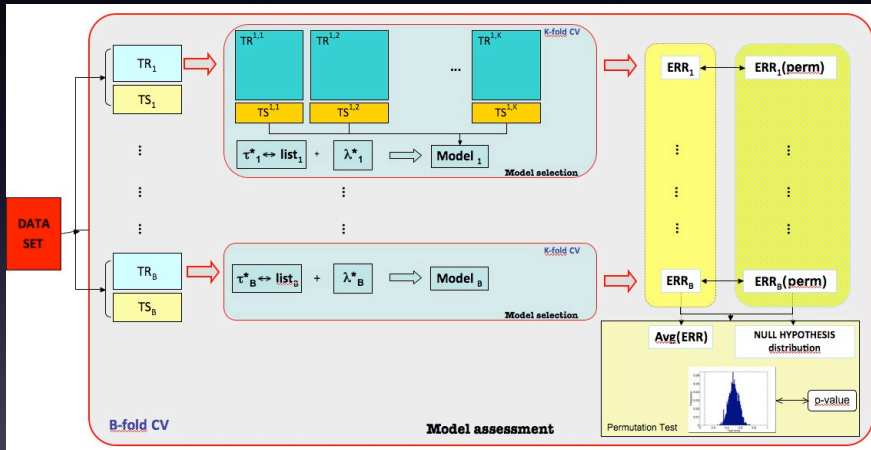 DATA
SET
TR1
TS1
TRB
TSB
K-fold CV
TR1,1
TR1,2
...
TR1,K
TS1,1
TS1,2
TS1,K
τ*1 ↔ list1 + λ*1
Model 1
Model selection
K-fold CV
τ*B ↔ listB + λ*B
Model B
Model selection
ERR1
ERR1(perm)
ERRB
ERRB(perm)
Avg(ERR)
NULL HYPOTHESIS
distribution
p-value
Permutation Test
B-fold CV
Model assessment